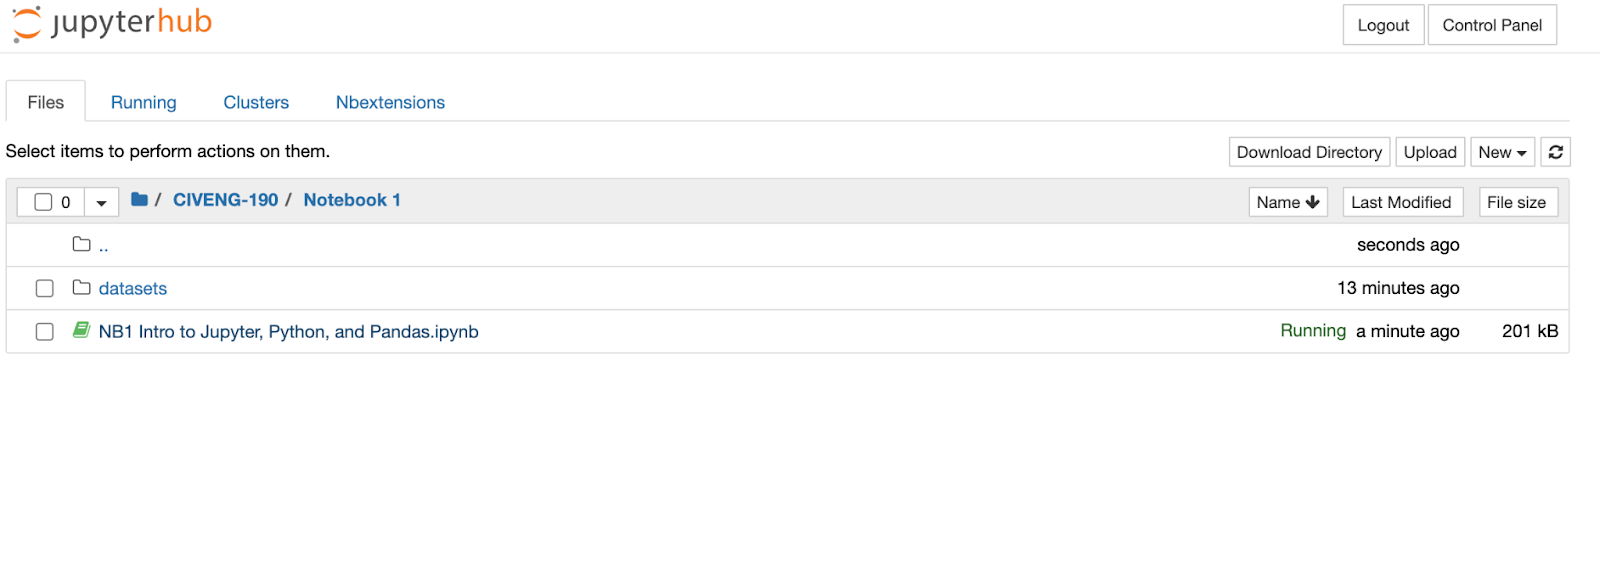 jupyterhub Logout Control Panel
Files Running Clusters Nbextensions
Select items to perform actions on them. Download Directory Upload New
0 / CIVENG-190 / Notebook 1 Name Last Modified File size
.. seconds ago
datasets 13 minutes ago
NB1 Intro to Jupyter, Python, and Pandas.ipynb Running a minute ago 201 kB